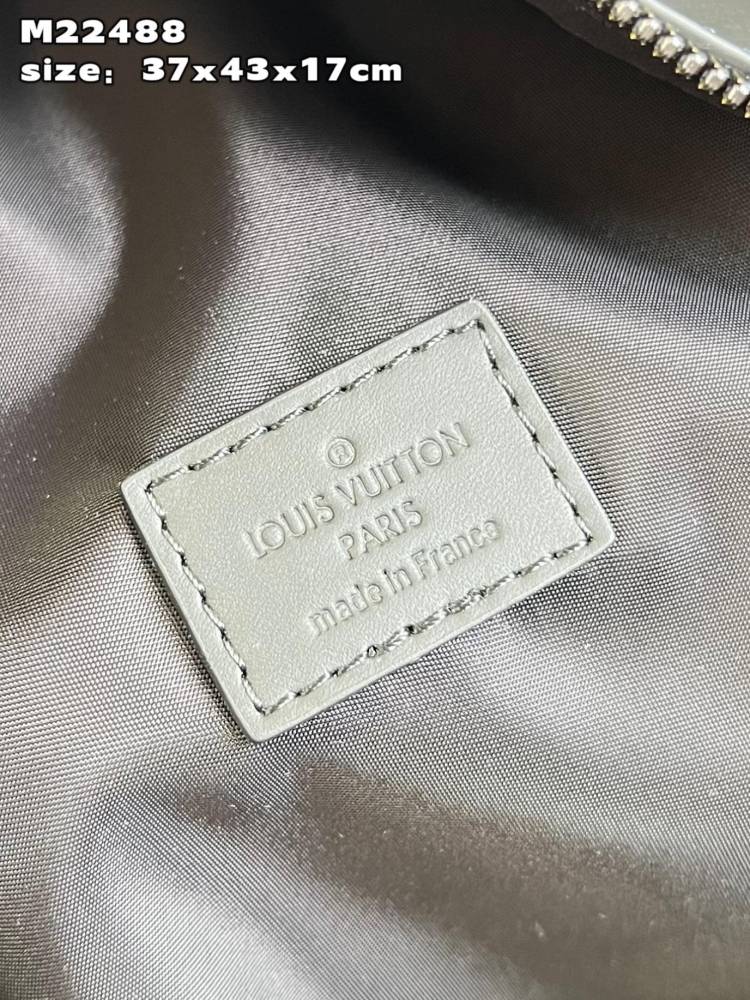 M22488
size：37x43x17cm
®
LOUIS VUITTON
PARIS
made in France